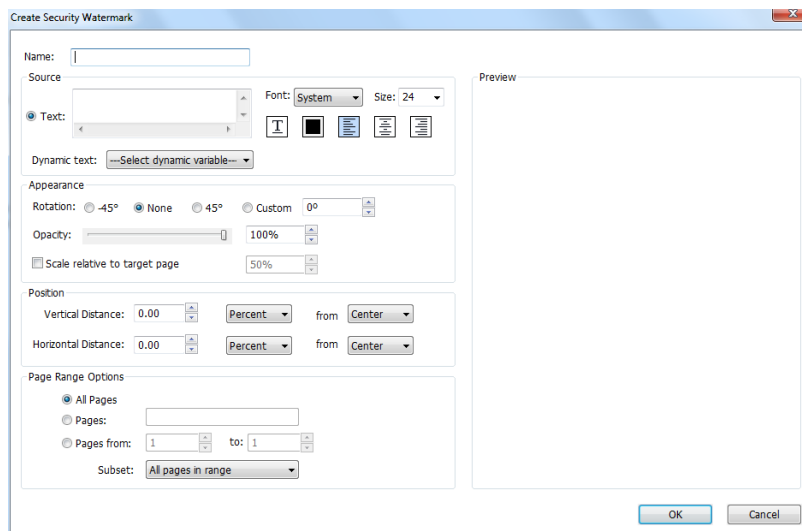 Create Security Watermark
Name:
Source
Preview
Text:
Font: System Size: 24
T
Dynamic text: ---Select dynamic variable---
Appearance
Rotation: -45º None 45º Custom 0º
Opacity: 100%
Scale relative to target page 50%
Position
Vertical Distance: 0.00 Percent from Center
Horizontal Distance: 0.00 Percent from Center
Page Range Options
All Pages
Pages:
Pages from: 1 to: 1
Subset: All pages in range
OK Cancel